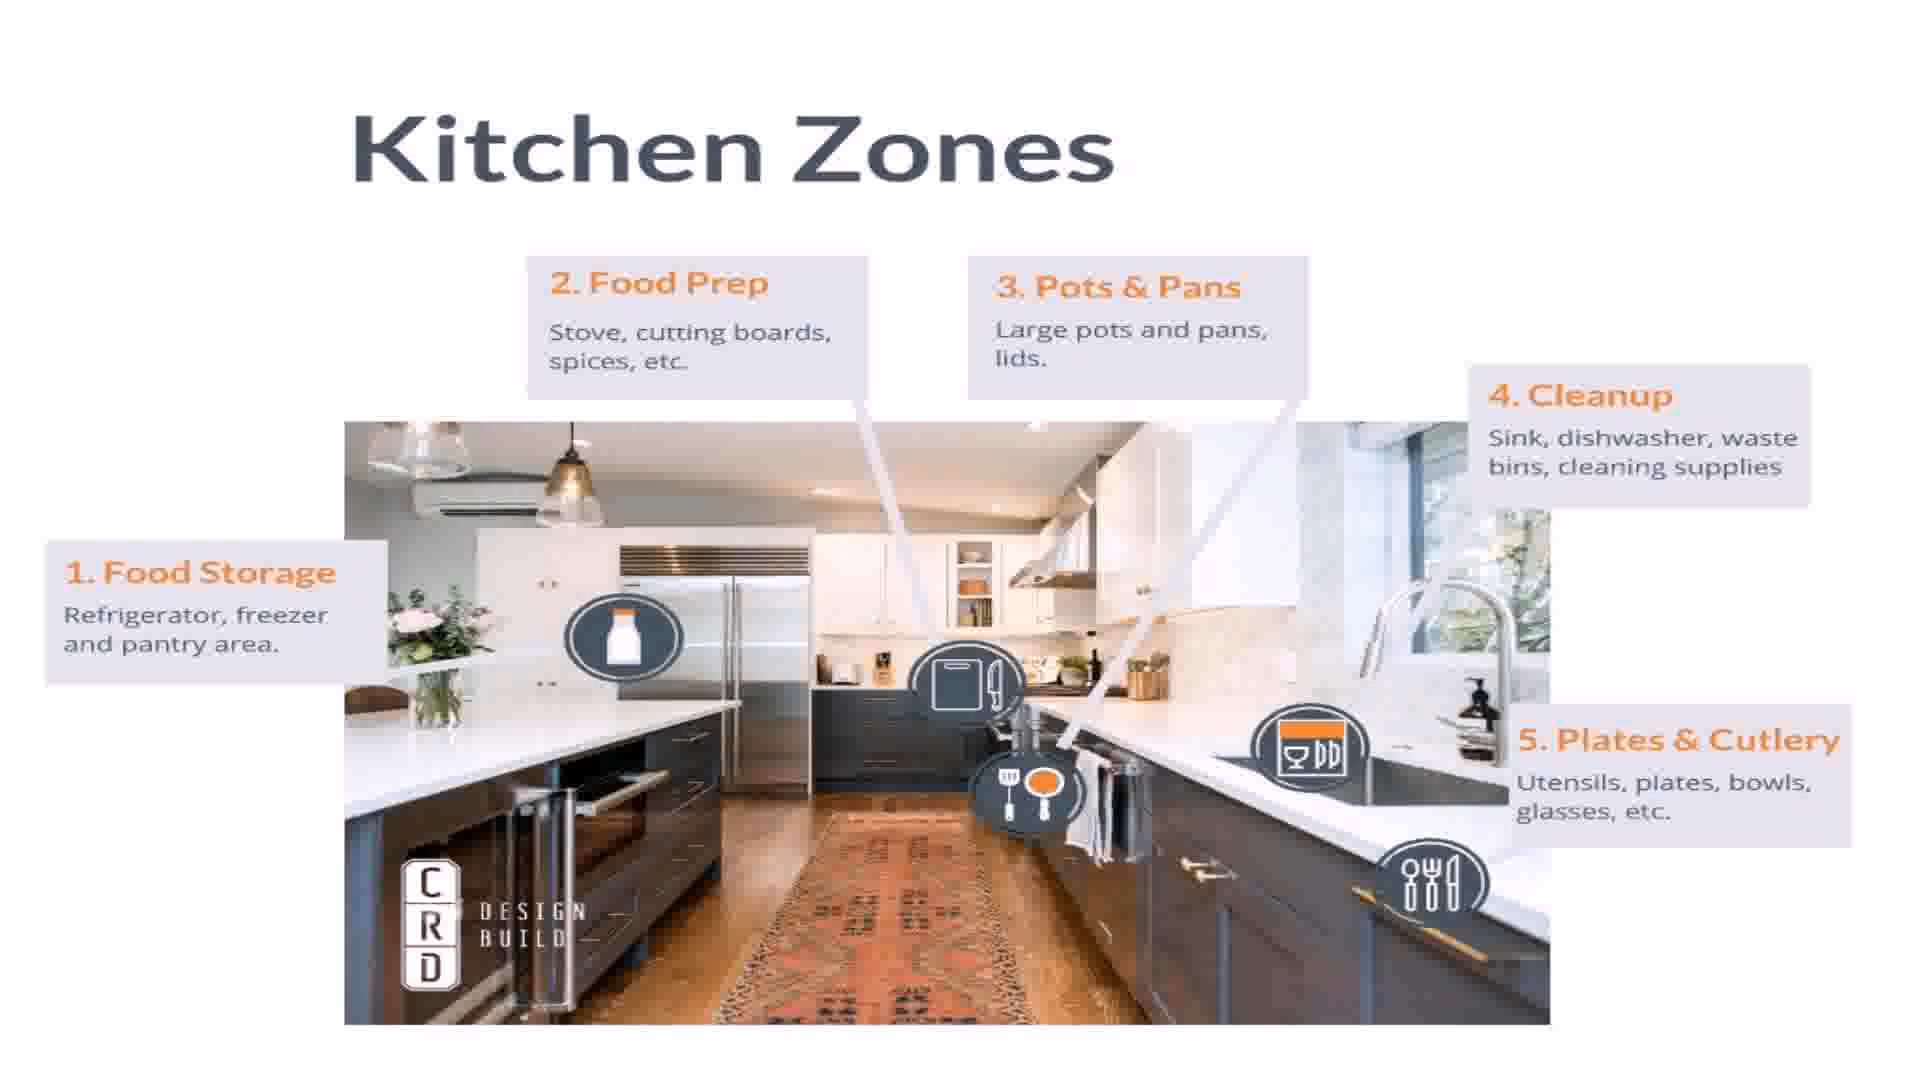 Kitchen Zones
2. Food Prep
Stove, cutting boards,
spices, etc.
3. Pots & Pans
Large pots and pans,
lids.
4. Cleanup
Sink, dishwasher, waste
bins, cleaning supplies
1. Food Storage
Refrigerator, freezer
and pantry area.
5. Plates & Cutlery
Utensils, plates, bowls,
glasses, etc.
CRD
DESIGN
BUILD